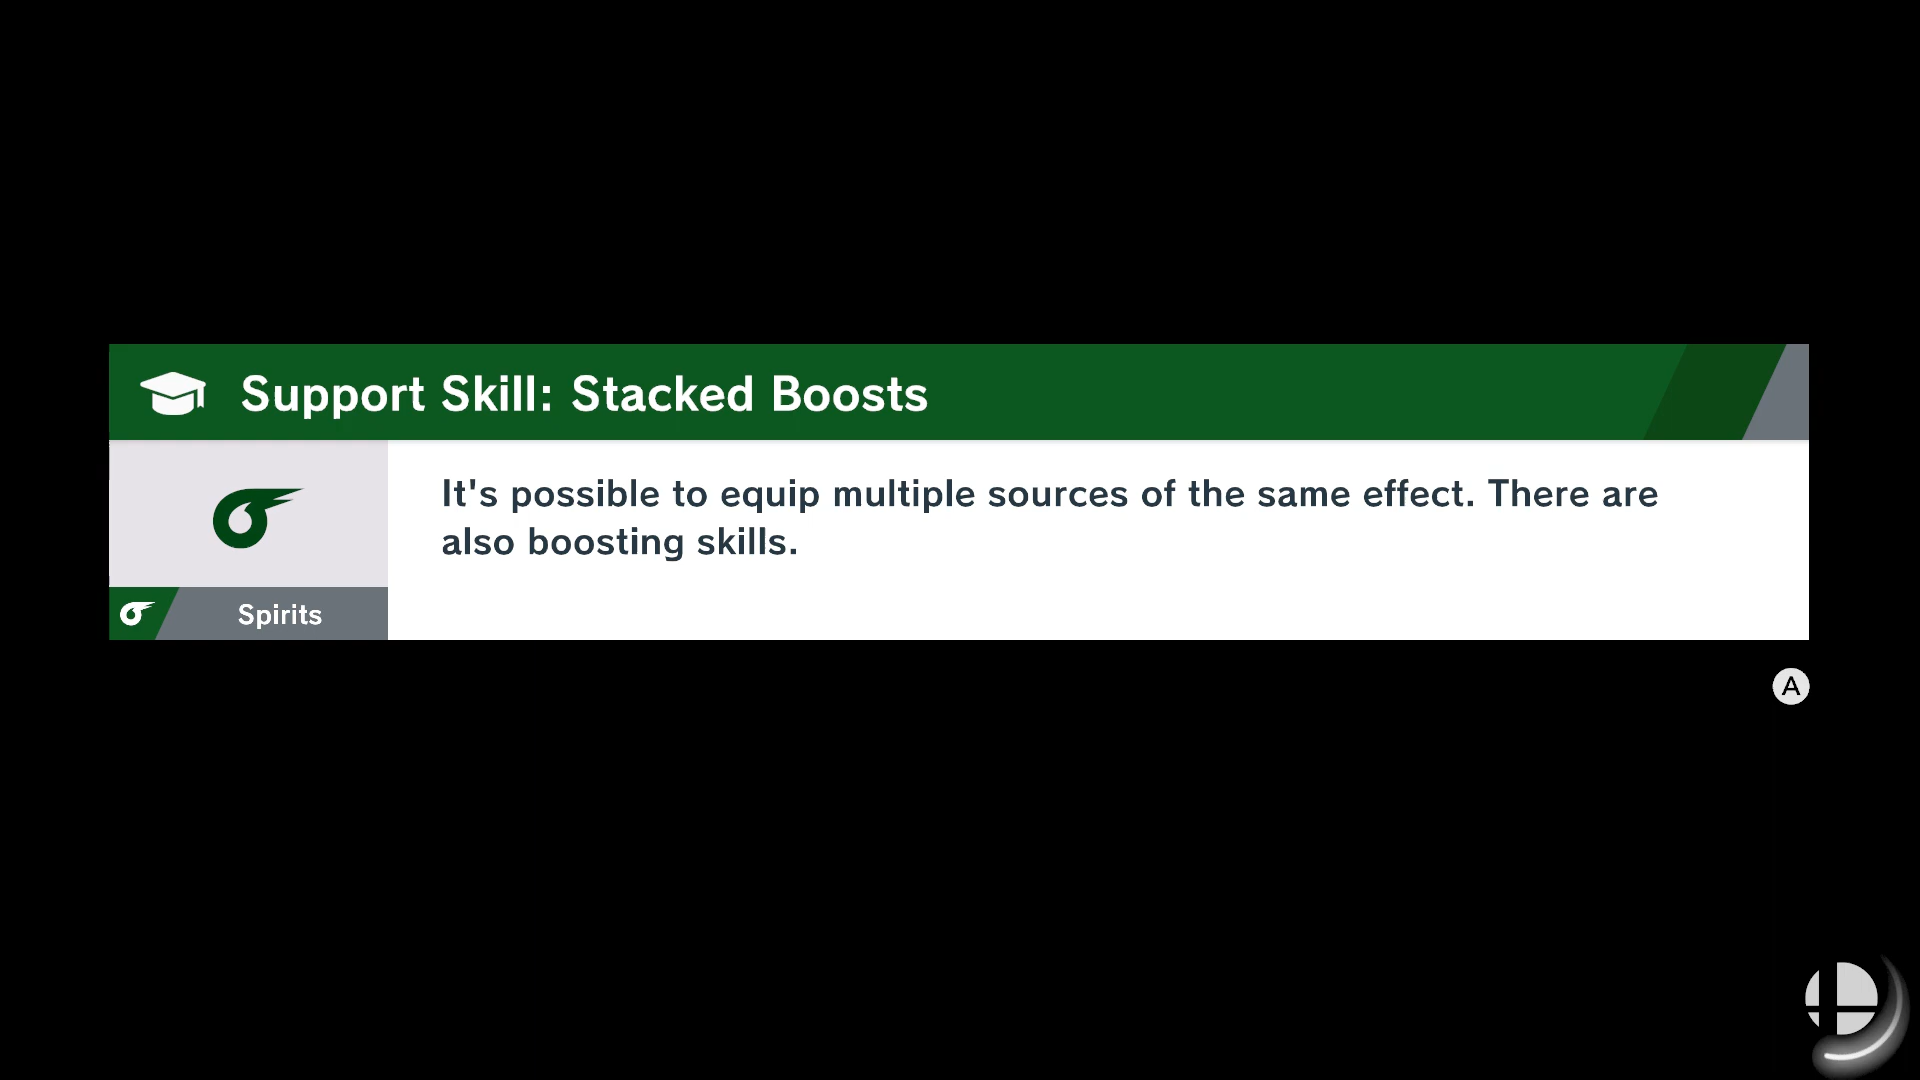 Support Skill: Stacked Boosts
It's possible to equip multiple sources of the same effect. There are
also boosting skills.
Spirits
A